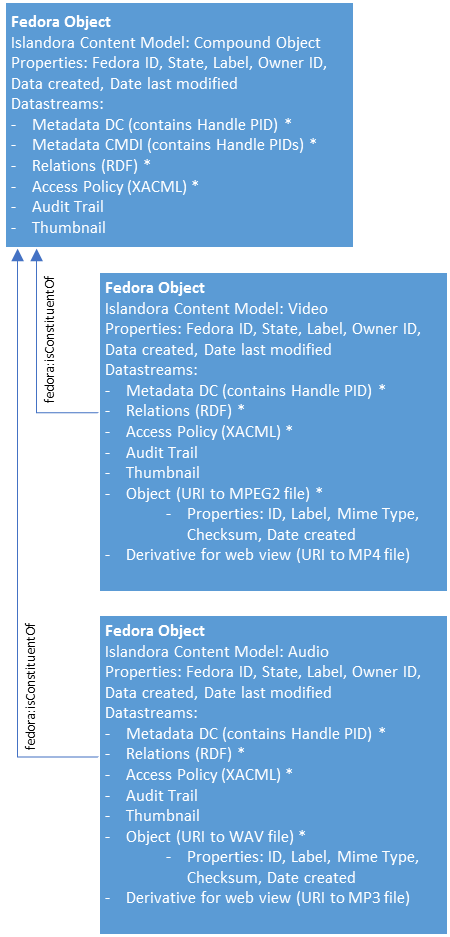 Fedora Object
Islandora Content Model: Compound Object
Properties: Fedora ID, State, Label, Owner ID,
Data created, Date last modified
Datastreams:
- Metadata DC (contains Handle PID) *
- Metadata CMDI (contains Handle PIDs) *
- Relations (RDF) *
- Access Policy (XACML) *
- Audit Trail
- Thumbnail
fedora:isConstituentOf
Fedora Object
Islandora Content Model: Video
Properties: Fedora ID, State, Label, Owner ID,
Data created, Date last modified
Datastreams:
- Metadata DC (contains Handle PID) *
- Relations (RDF) *
- Access Policy (XACML) *
- Audit Trail
- Thumbnail
- Object (URI to MPEG2 file) *
- Properties: ID, Label, Mime Type,
Checksum, Date created
- Derivative for web view (URI to MP4 file)
fedora:isConstituentOf
Fedora Object
Islandora Content Model: Audio
Properties: Fedora ID, State, Label, Owner ID,
Data created, Date last modified
Datastreams:
- Metadata DC (contains Handle PID) *
- Relations (RDF) *
- Access Policy (XACML) *
- Audit Trail
- Thumbnail
- Object (URI to WAV file) *
- Properties: ID, Label, Mime Type,
Checksum, Date created
- Derivative for web view (URI to MP3 file)